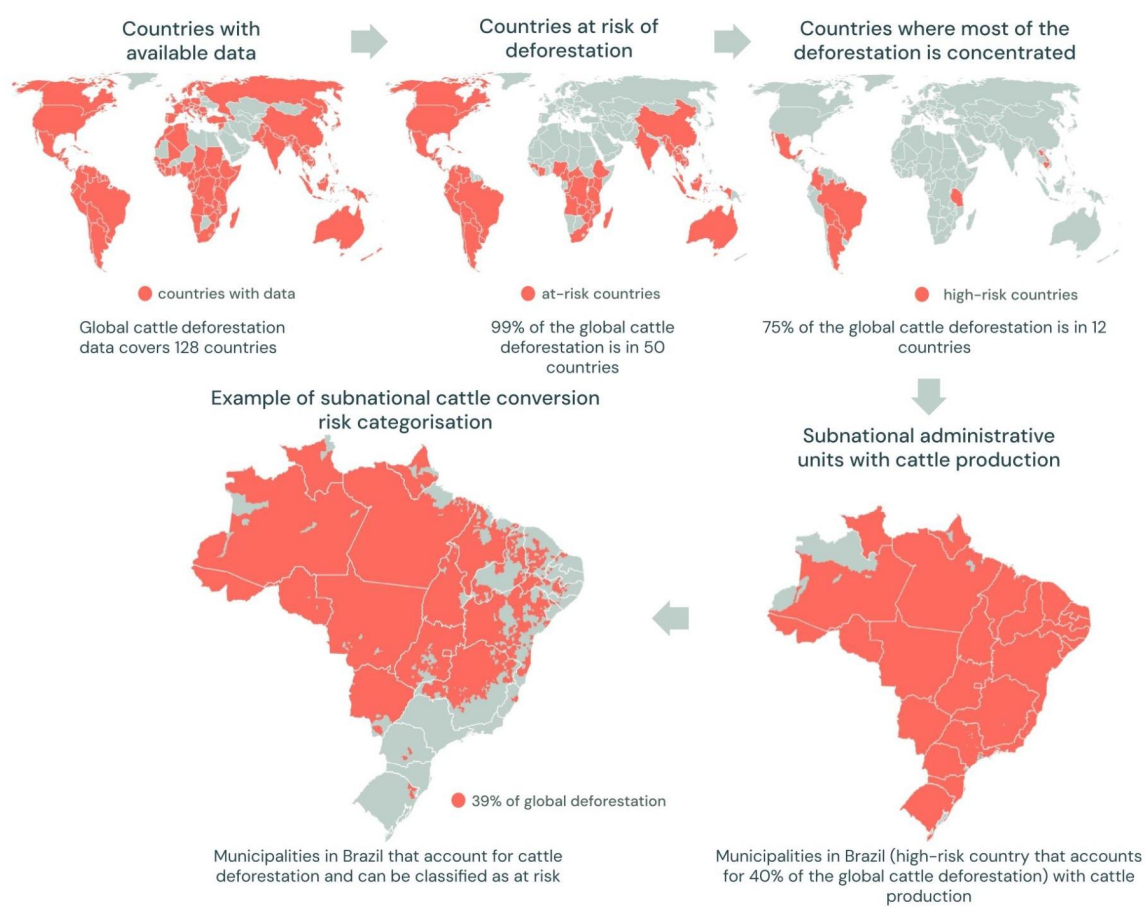 Countries with
available data
Countries at risk of
deforestation
Countries where most of the
deforestation is concentrated
countries with data
at-risk countries
high-risk countries
Global cattle deforestation
data covers 128 countries
99% of the global cattle
deforestation is in 50
countries
75% of the global cattle deforestation is in 12
countries
Subnational administrative
units with cattle production
Municipalities in Brazil (high-risk country that accounts
for 40% of the global cattle deforestation) with cattle
production
Example of subnational cattle conversion
risk categorisation
39% of global deforestation
Municipalities in Brazil that account for cattle
deforestation and can be classified as at risk